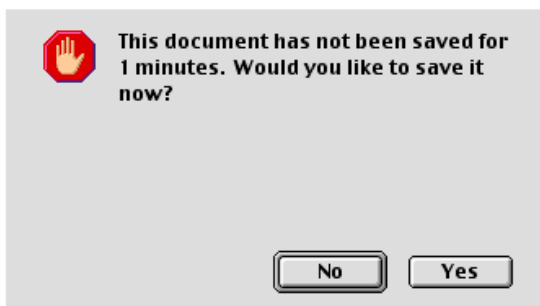 This document has not been saved for
1 minutes. Would you like to save it
now?
No Yes